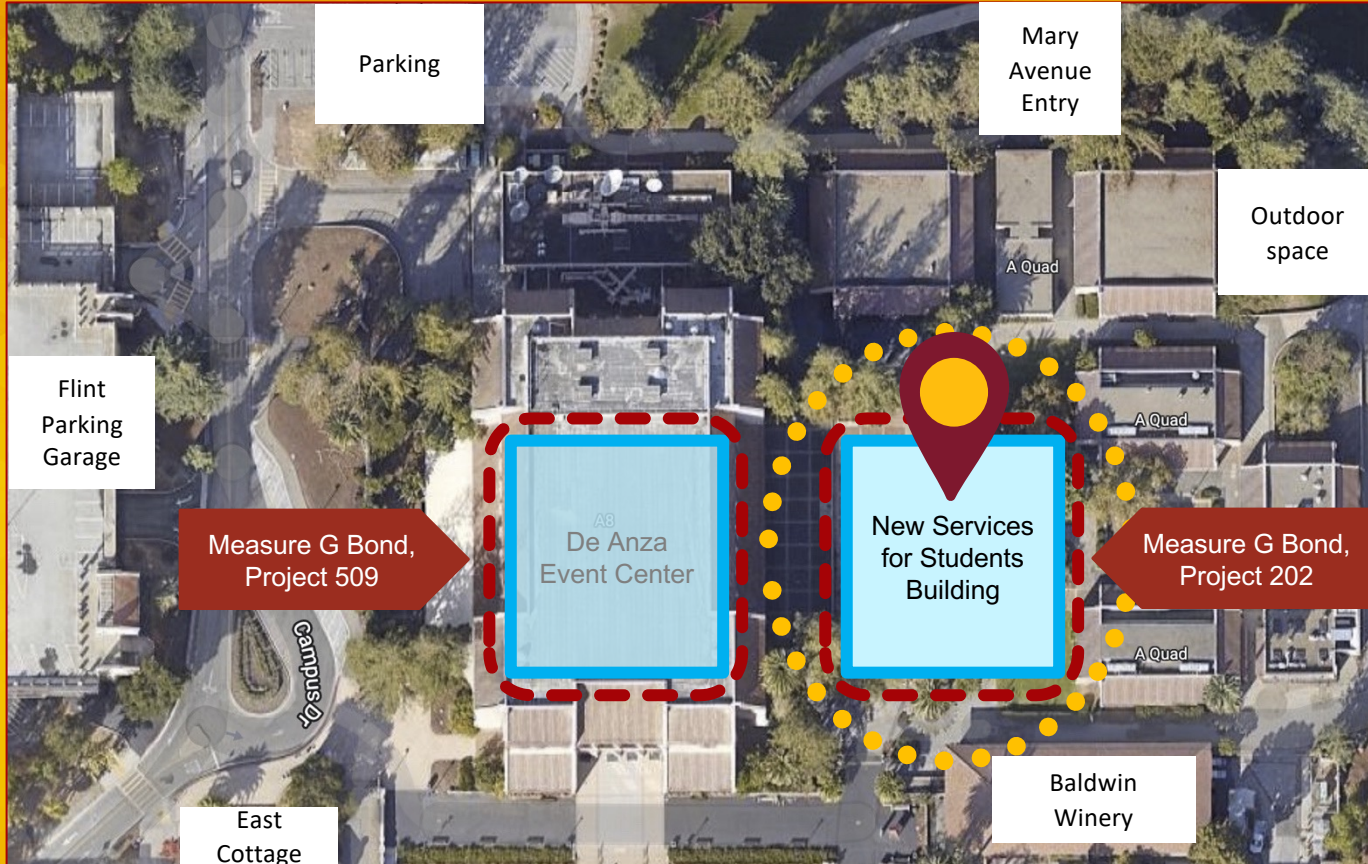 Parking
Mary
Avenue
Entry
Outdoor
space
A Quad
Flint
Parking
Garage
A Quad
Measure G Bond,
Project 509
A8
De Anza
Event Center
New Services
for Students
Building
Measure G Bond,
Project 202
Campus Dr
A Quad
Baldwin
Winery
East
Cottage